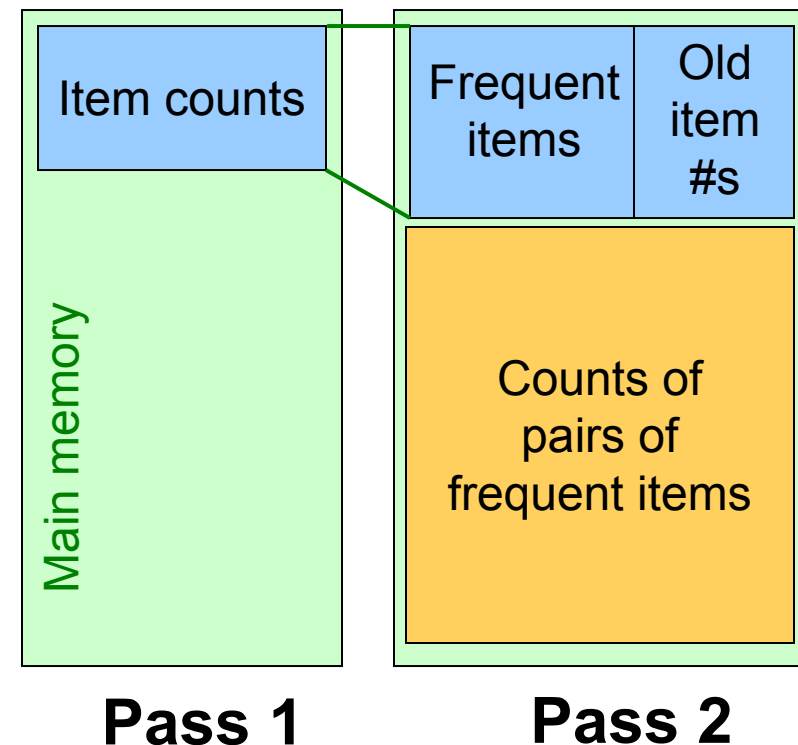 Item counts
Main memory
Pass 1
Frequent
items
Old
item
#s
Counts of
pairs of
frequent items
Pass 2